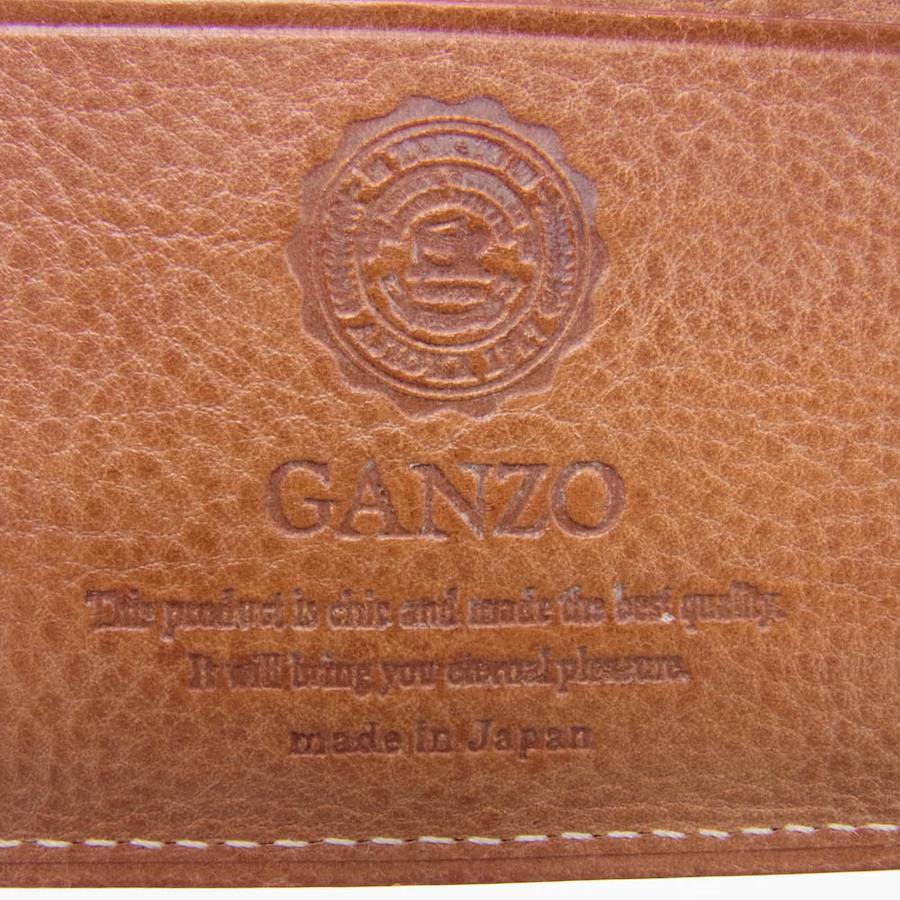 GANZO
This product is chic and made the best quality.
It will bring you eternal pleasure.
made in Japan